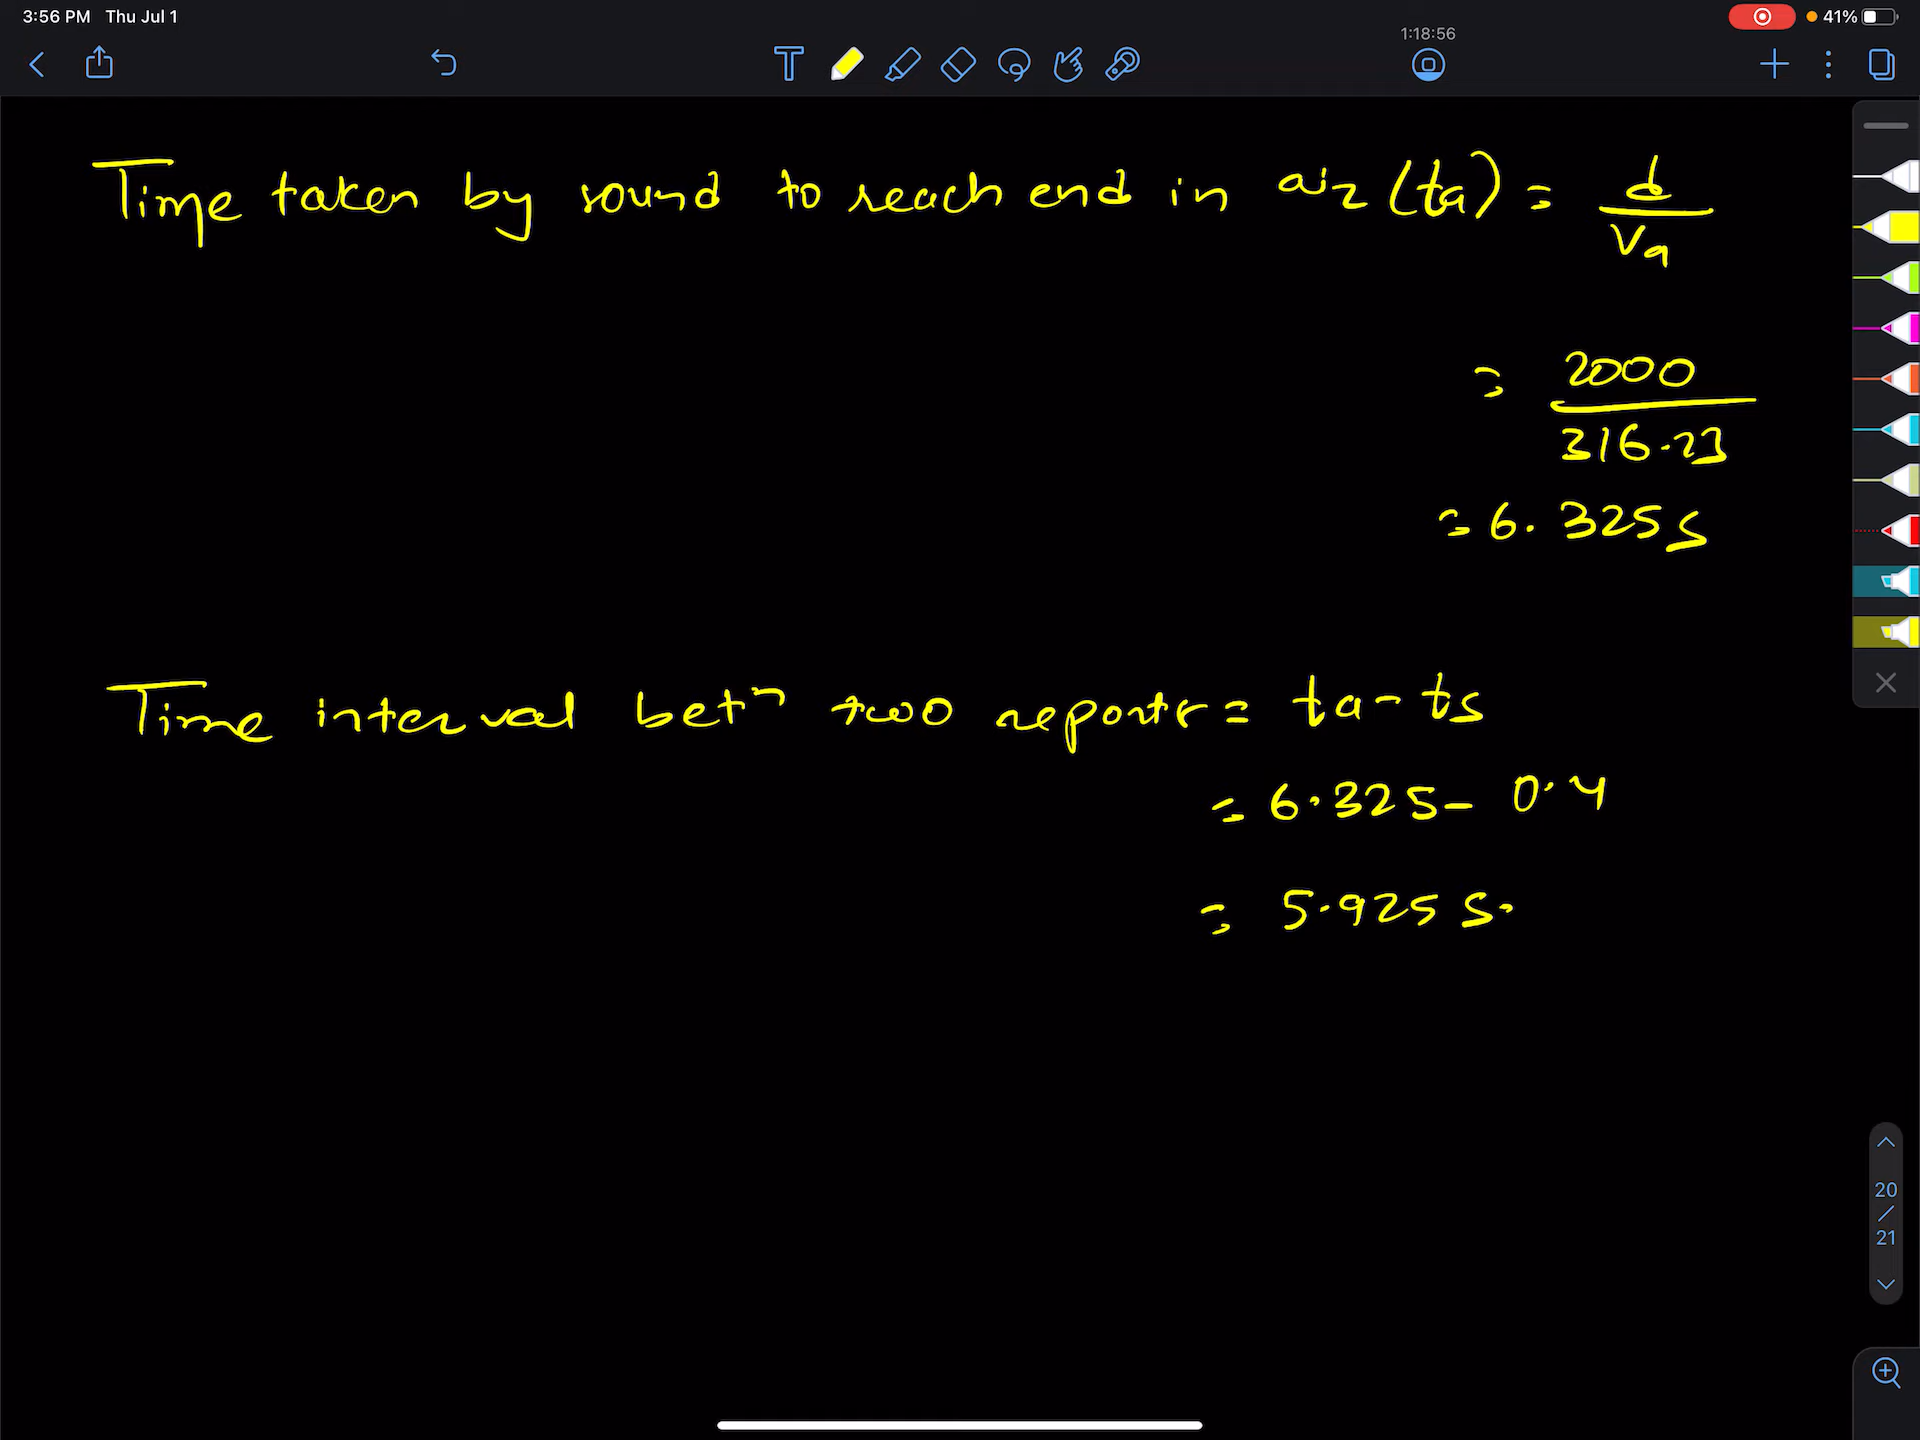 3:56 PM Thu Jul 1
41%
1:18:56
T
Time taken by sound to reach end in air (ta) = d / Va
= 2000 / 316.23
= 6.325 s
Time interval betn two reports = ta - ts
= 6.325 - 0.4
= 5.925 s.
20
/
21